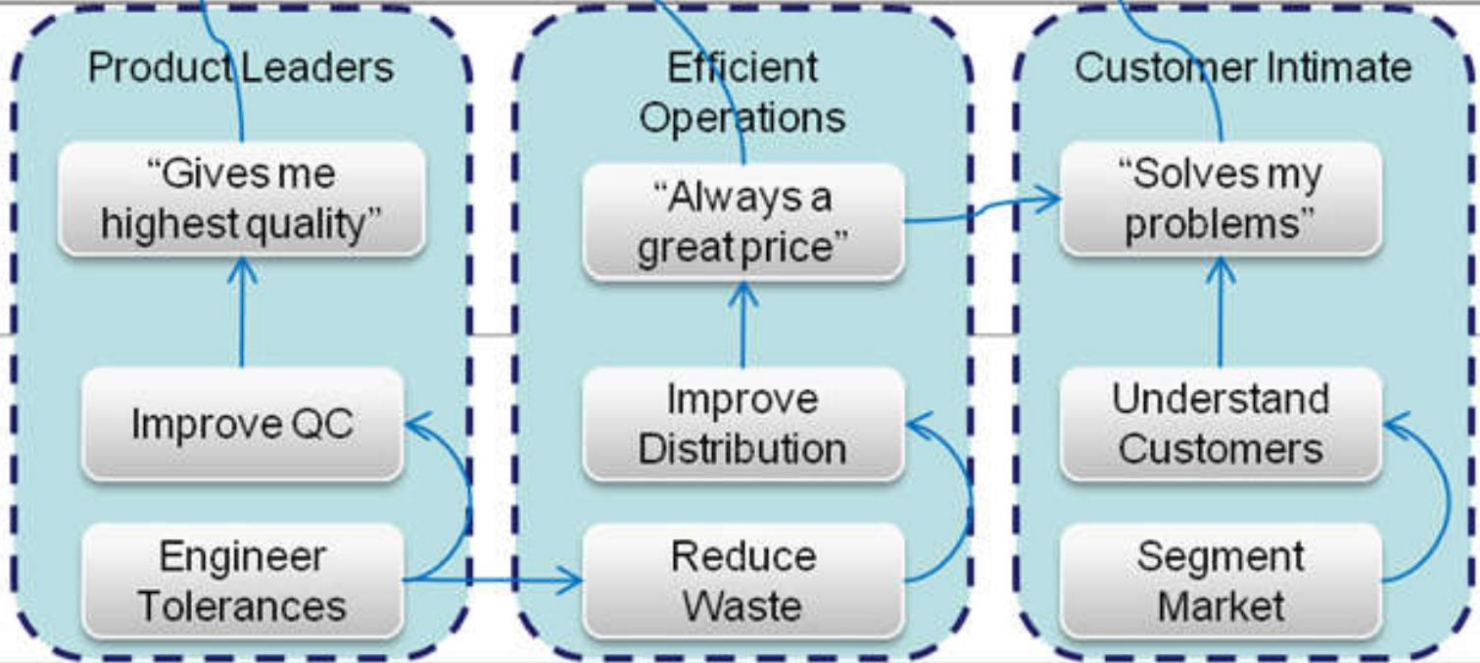 Product Leaders
“Gives me
highest quality”
Improve QC
Engineer
Tolerances
Efficient
Operations
“Always a
great price”
Improve
Distribution
Reduce
Waste
Customer Intimate
“Solves my
problems”
Understand
Customers
Segment
Market